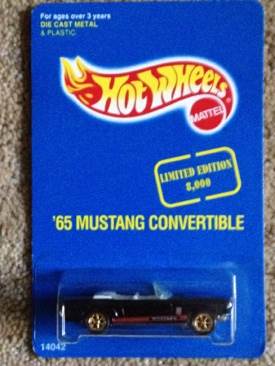 For ages over 3 years
DIE CAST METAL
& PLASTIC.
Hot Wheels
MATTEL
LIMITED EDITION
8,000
'65 MUSTANG CONVERTIBLE
14042